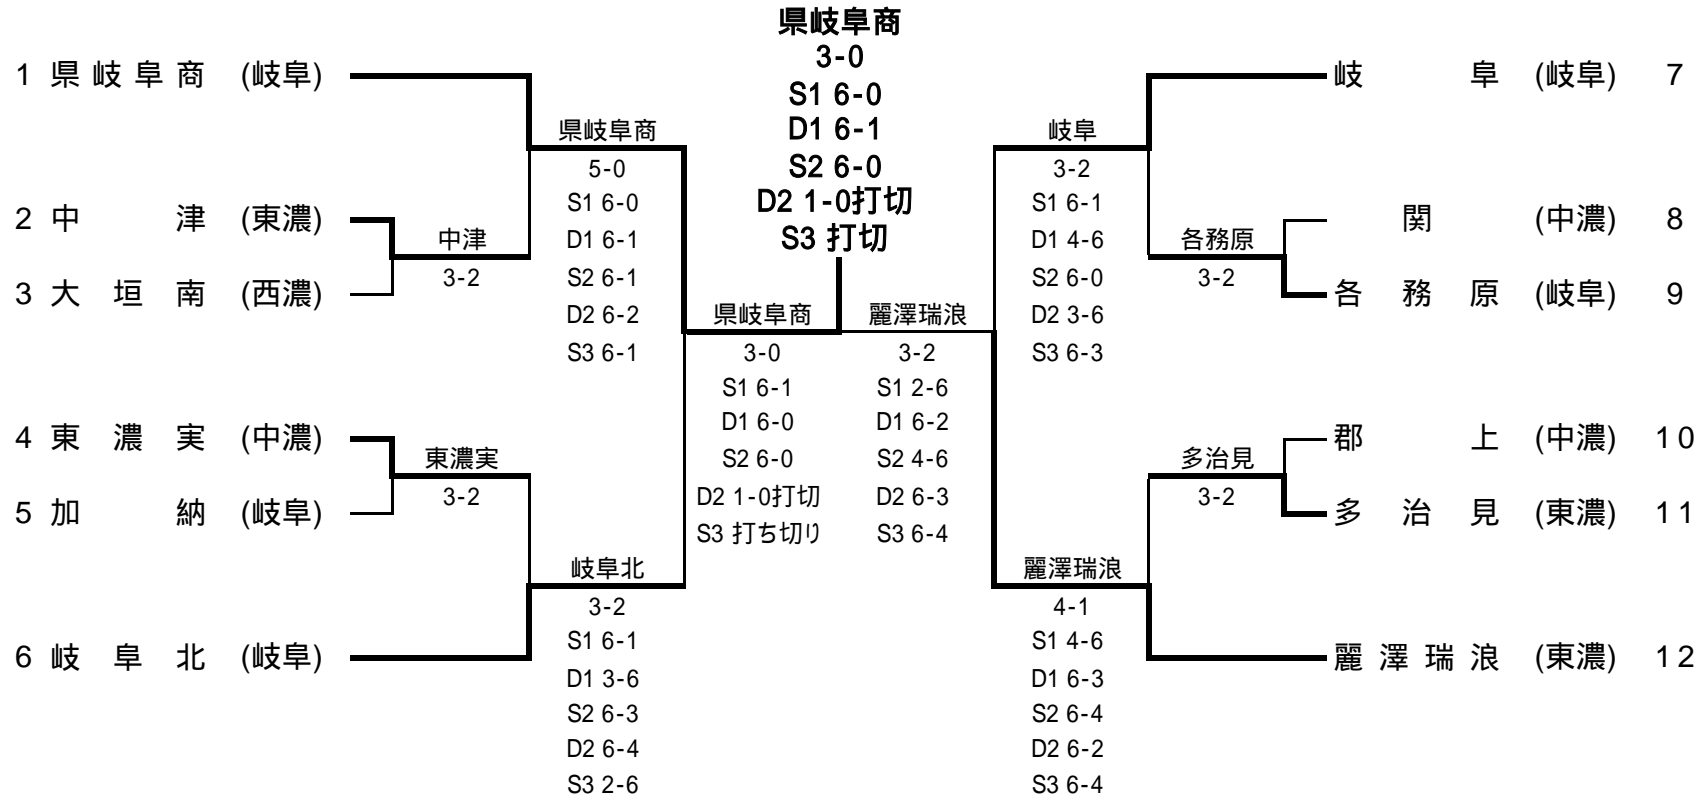 県岐阜商
3-0
S1 6-0
D1 6-1
S2 6-0
D2 1-0打切
S3 打切
1 県岐阜商 (岐阜)
2 中津 (東濃)
3 大垣南 (西濃)
4 東濃実 (中濃)
5 加納 (岐阜)
6 岐阜北 (岐阜)
中津
3-2
東濃実
3-2
県岐阜商
5-0
S1 6-0
D1 6-1
S2 6-1
D2 6-2
S3 6-1
岐阜北
3-2
S1 6-1
D1 3-6
S2 6-3
D2 6-4
S3 2-6
県岐阜商
3-0
S1 6-1
D1 6-0
S2 6-0
D2 1-0打切
S3 打ち切り
麗澤瑞浪
3-2
S1 2-6
D1 6-2
S2 4-6
D2 6-3
S3 6-4
岐阜
3-2
S1 6-1
D1 4-6
S2 6-0
D2 3-6
S3 6-3
麗澤瑞浪
4-1
S1 4-6
D1 6-3
S2 6-4
D2 6-2
S3 6-4
各務原
3-2
多治見
3-2
岐阜 (岐阜) 7
関 (中濃) 8
各務原 (岐阜) 9
郡上 (中濃) 10
多治見 (東濃) 11
麗澤瑞浪 (東濃) 12